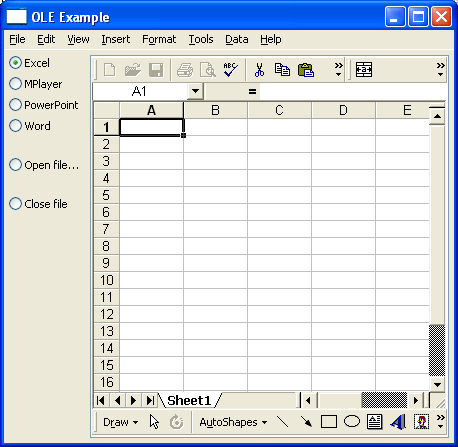 OLE Example
File Edit View Insert Format Tools Data Help
Excel
MPlayer
PowerPoint
Word
Open file...
Close file
ABC
A1 =
A B C D E
1
2
3
4
5
6
7
8
9
10
11
12
13
14
15
16
Sheet1
Draw AutoShapes